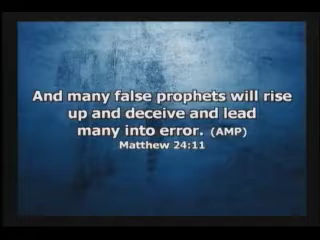 And many false prophets will rise
up and deceive and lead
many into error. (AMP)
Matthew 24:11